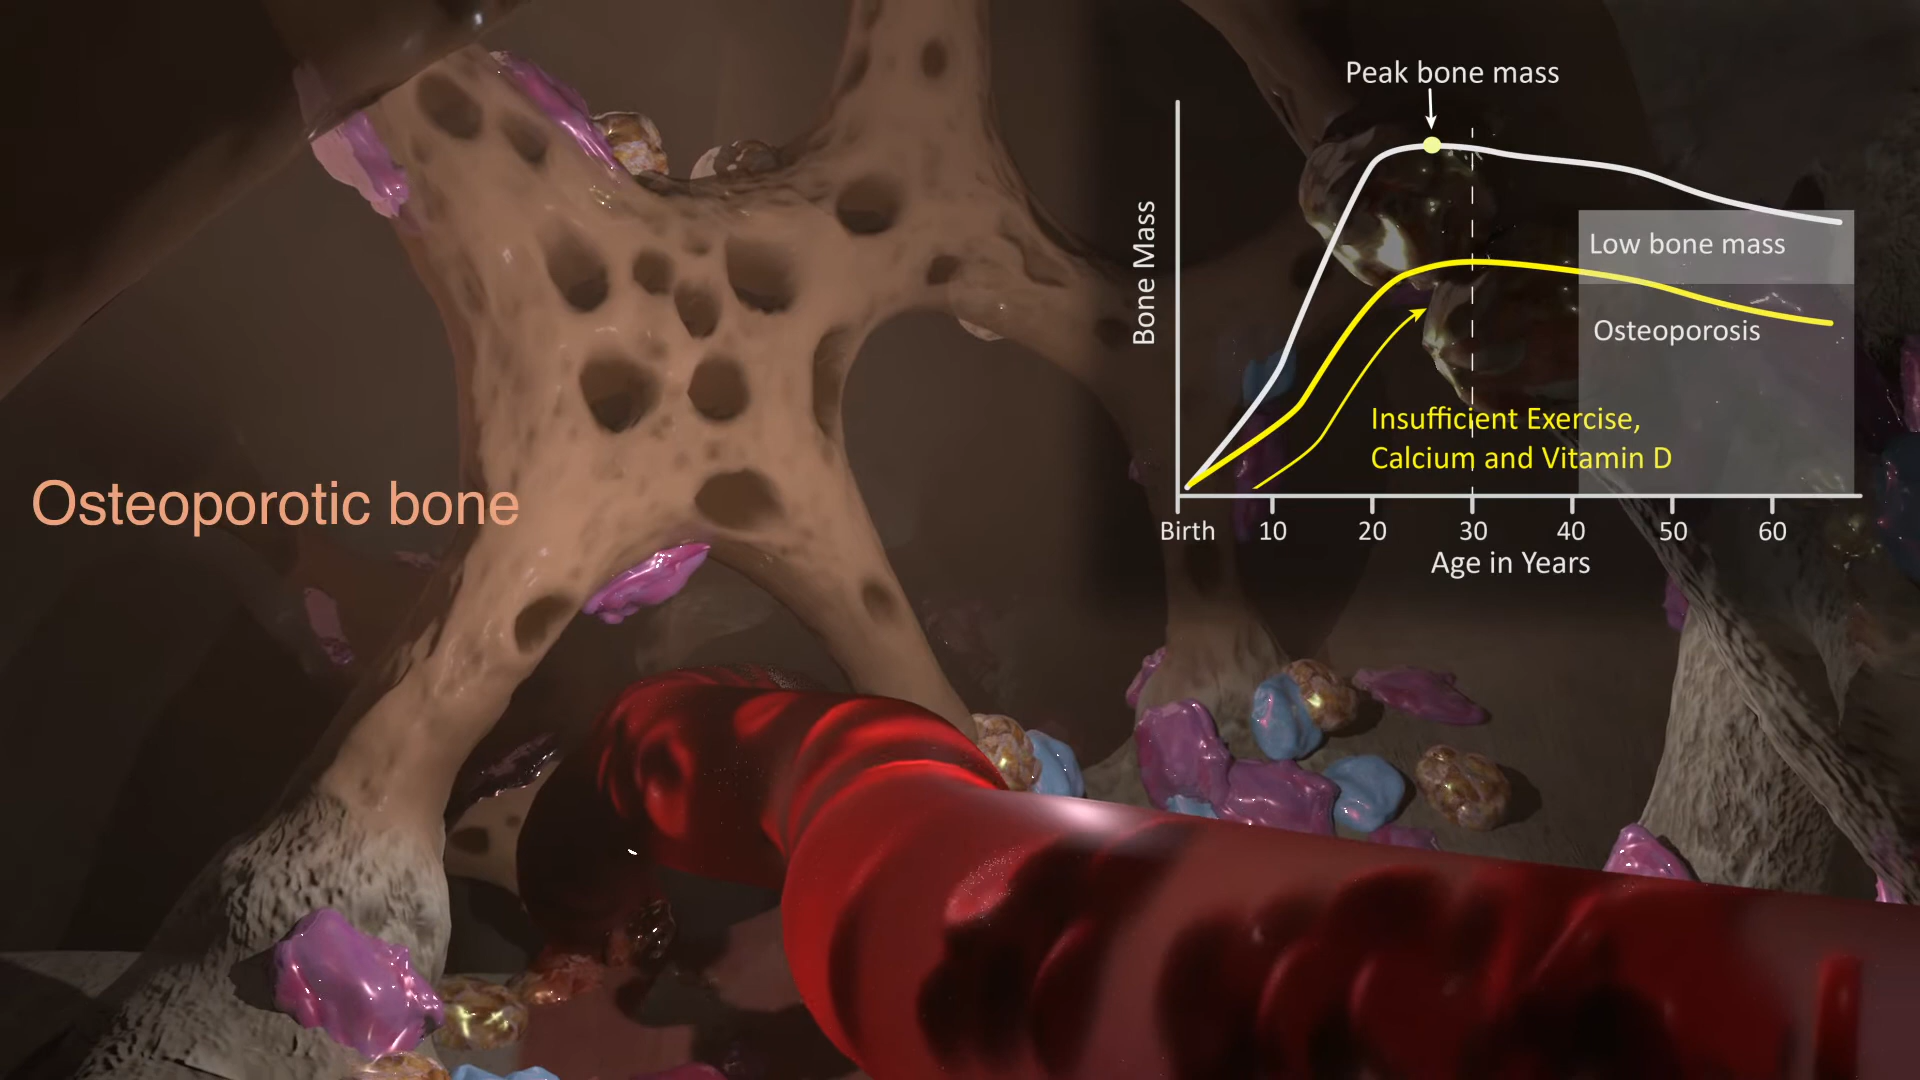 Peak bone mass
Bone Mass
Low bone mass
Osteoporosis
Insufficient Exercise,
Calcium and Vitamin D
Osteoporotic bone
Birth 10 20 30 40 50 60
Age in Years